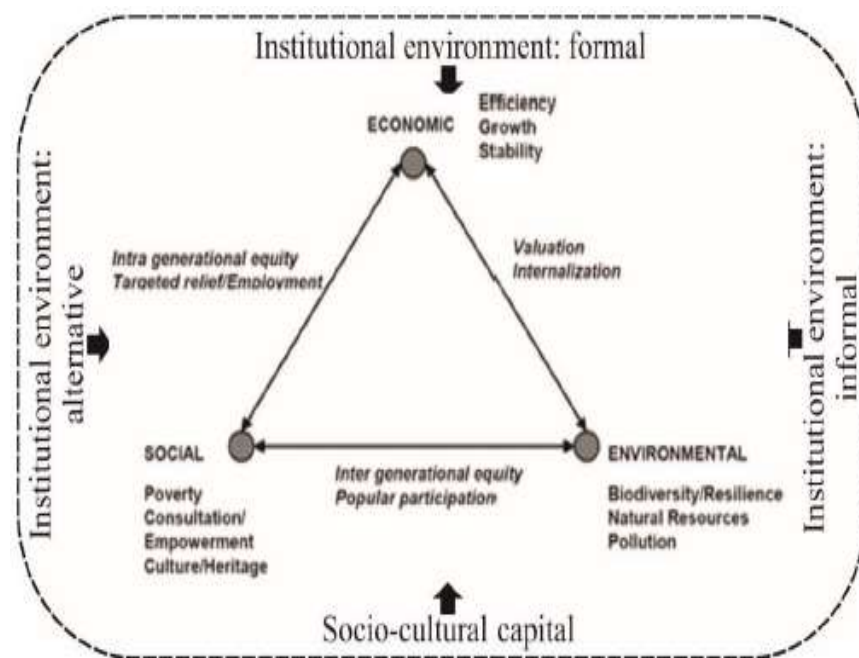 Institutional environment: formal
ECONOMIC
Efficiency
Growth
Stability
Institutional environment:
alternative
Intra generational equity
Targeted relief/Employment
Valuation
Internalization
Institutional environment:
informal
SOCIAL
Poverty
Consultation/
Empowerment
Culture/Heritage
Inter generational equity
Popular participation
ENVIRONMENTAL
Biodiversity/Resilience
Natural Resources
Pollution
Socio-cultural capital